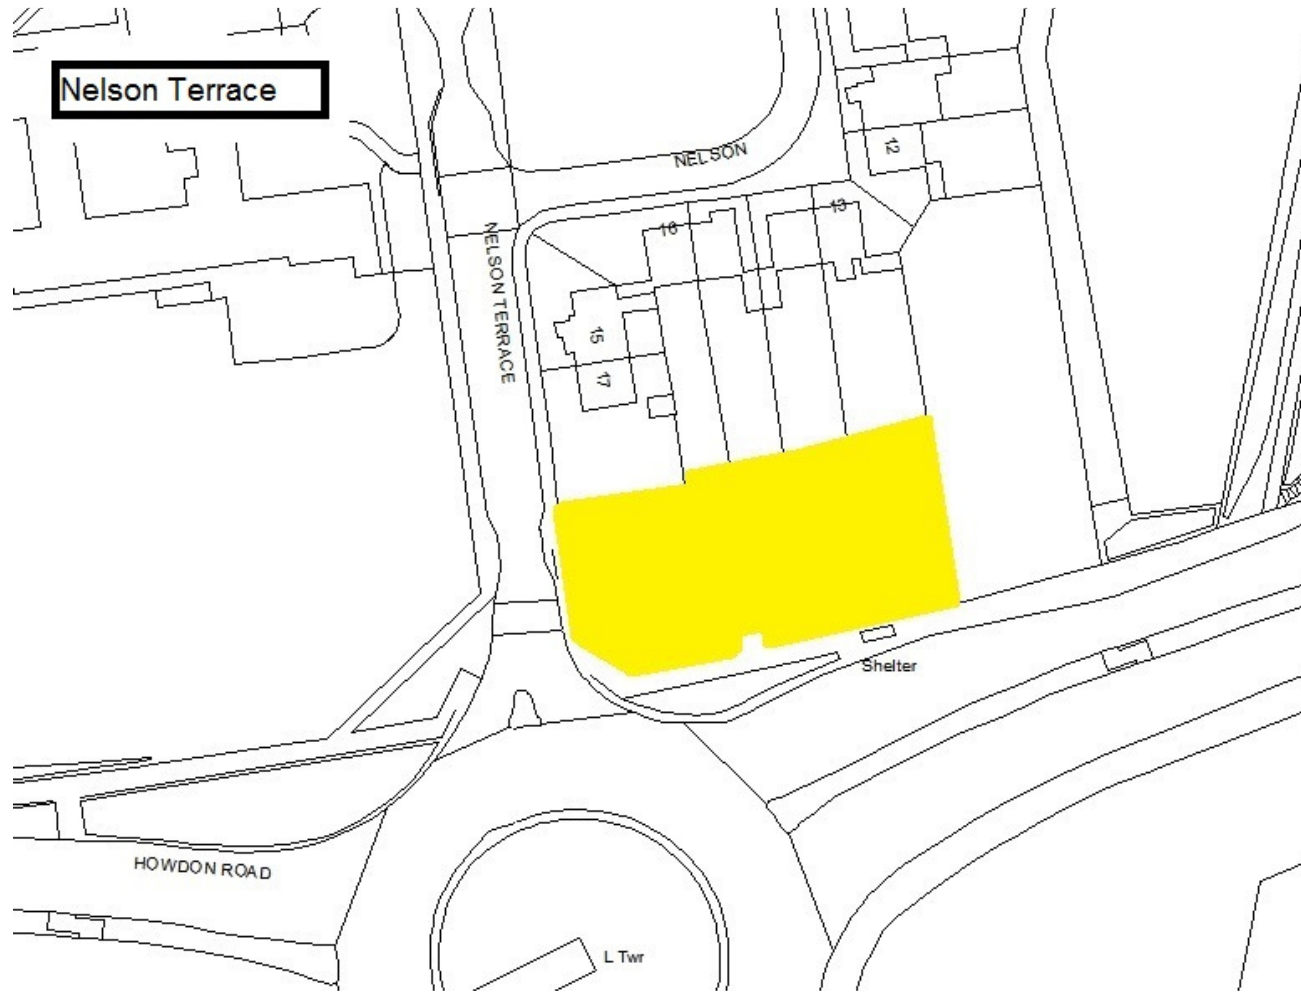 Nelson Terrace
NELSON
12
NELSON TERRACE
16
13
15
17
Shelter
HOWDON ROAD
L Twr